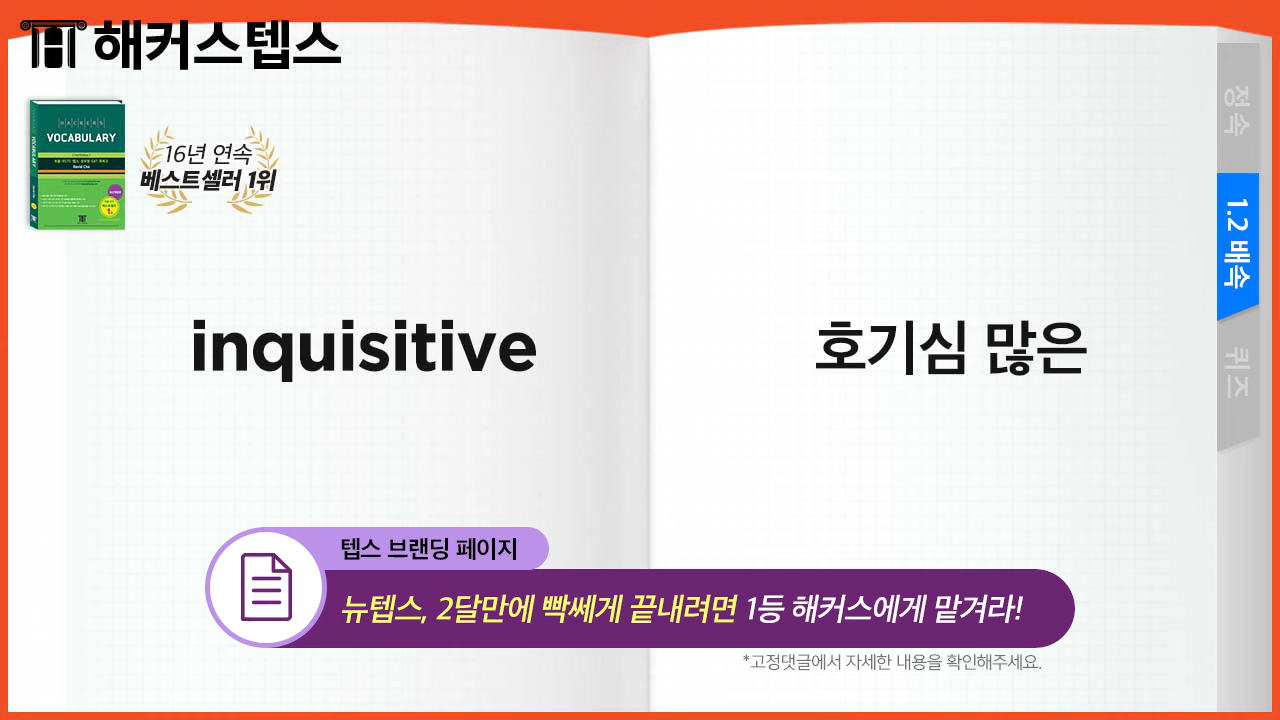 해커스텝스
HACKERS
VOCABULARY
David Cho
16년 연속
베스트셀러 1위
정속
1.2 배속
퀴즈
inquisitive
호기심 많은
텝스 브랜딩 페이지
뉴텝스, 2달만에 빡쎄게 끝내려면 1등 해커스에게 맡겨라!
*고정댓글에서 자세한 내용을 확인해주세요.